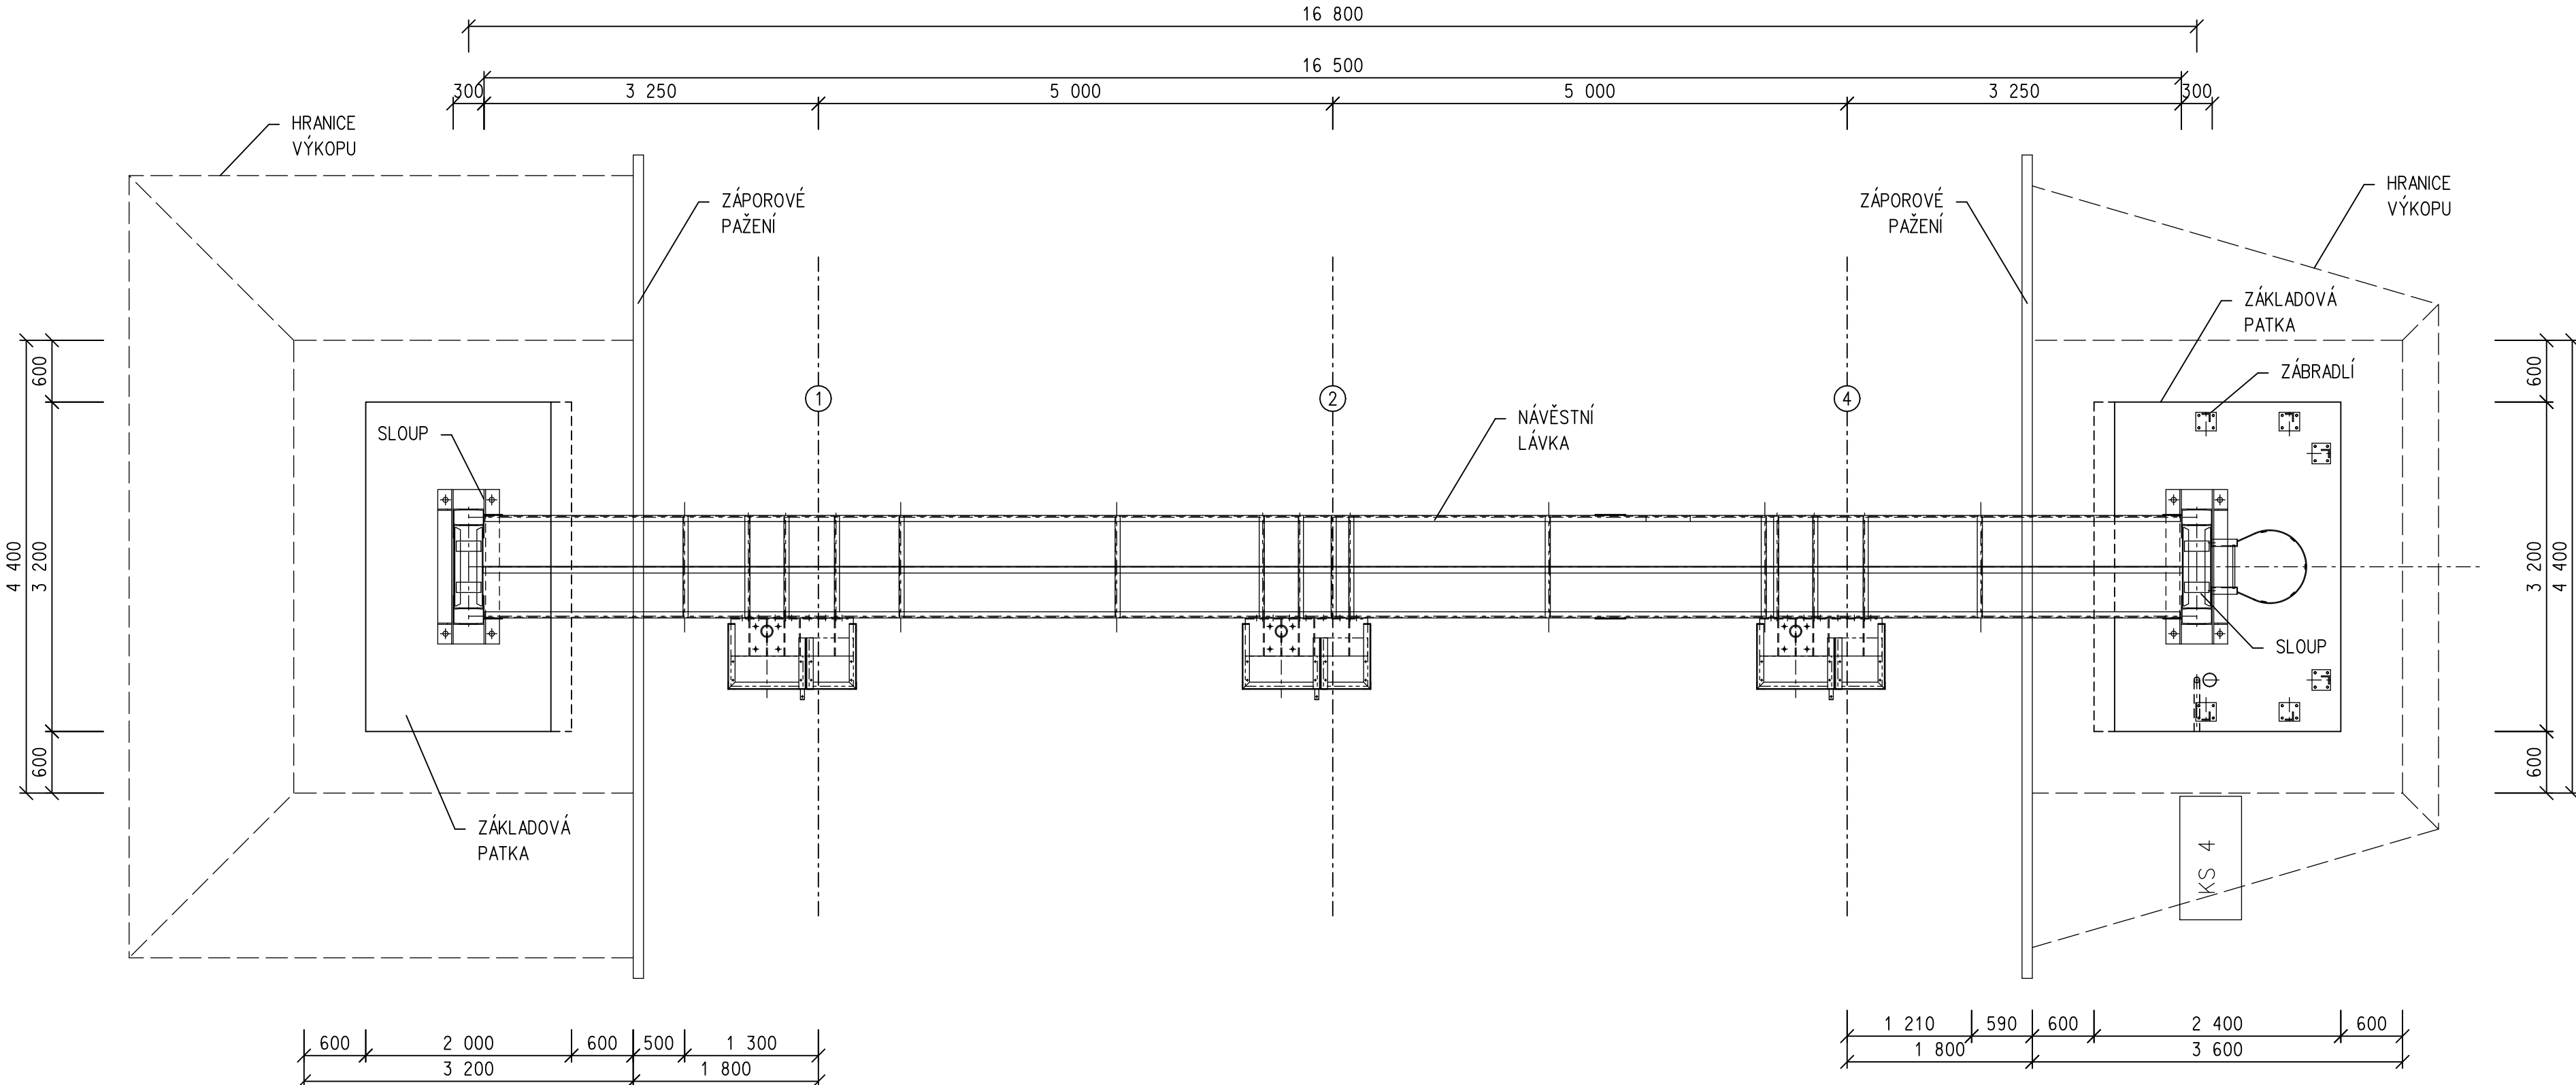 16 800
16 500
300
3 250
5 000
5 000
3 250
300
HRANICE
VÝKOPU
ZÁPOROVÉ
PAŽENÍ
ZÁPOROVÉ
PAŽENÍ
HRANICE
VÝKOPU
ZÁKLADOVÁ
PATKA
ZÁBRADLÍ
600
3 200
4 400
600
SLOUP
1
2
4
NÁVĚSTNÍ
LÁVKA
600
3 200
4 400
600
SLOUP
ZÁKLADOVÁ
PATKA
KS 4
600
2 000
600
500
1 300
3 200
1 800
1 210
590
600
2 400
600
1 800
3 600